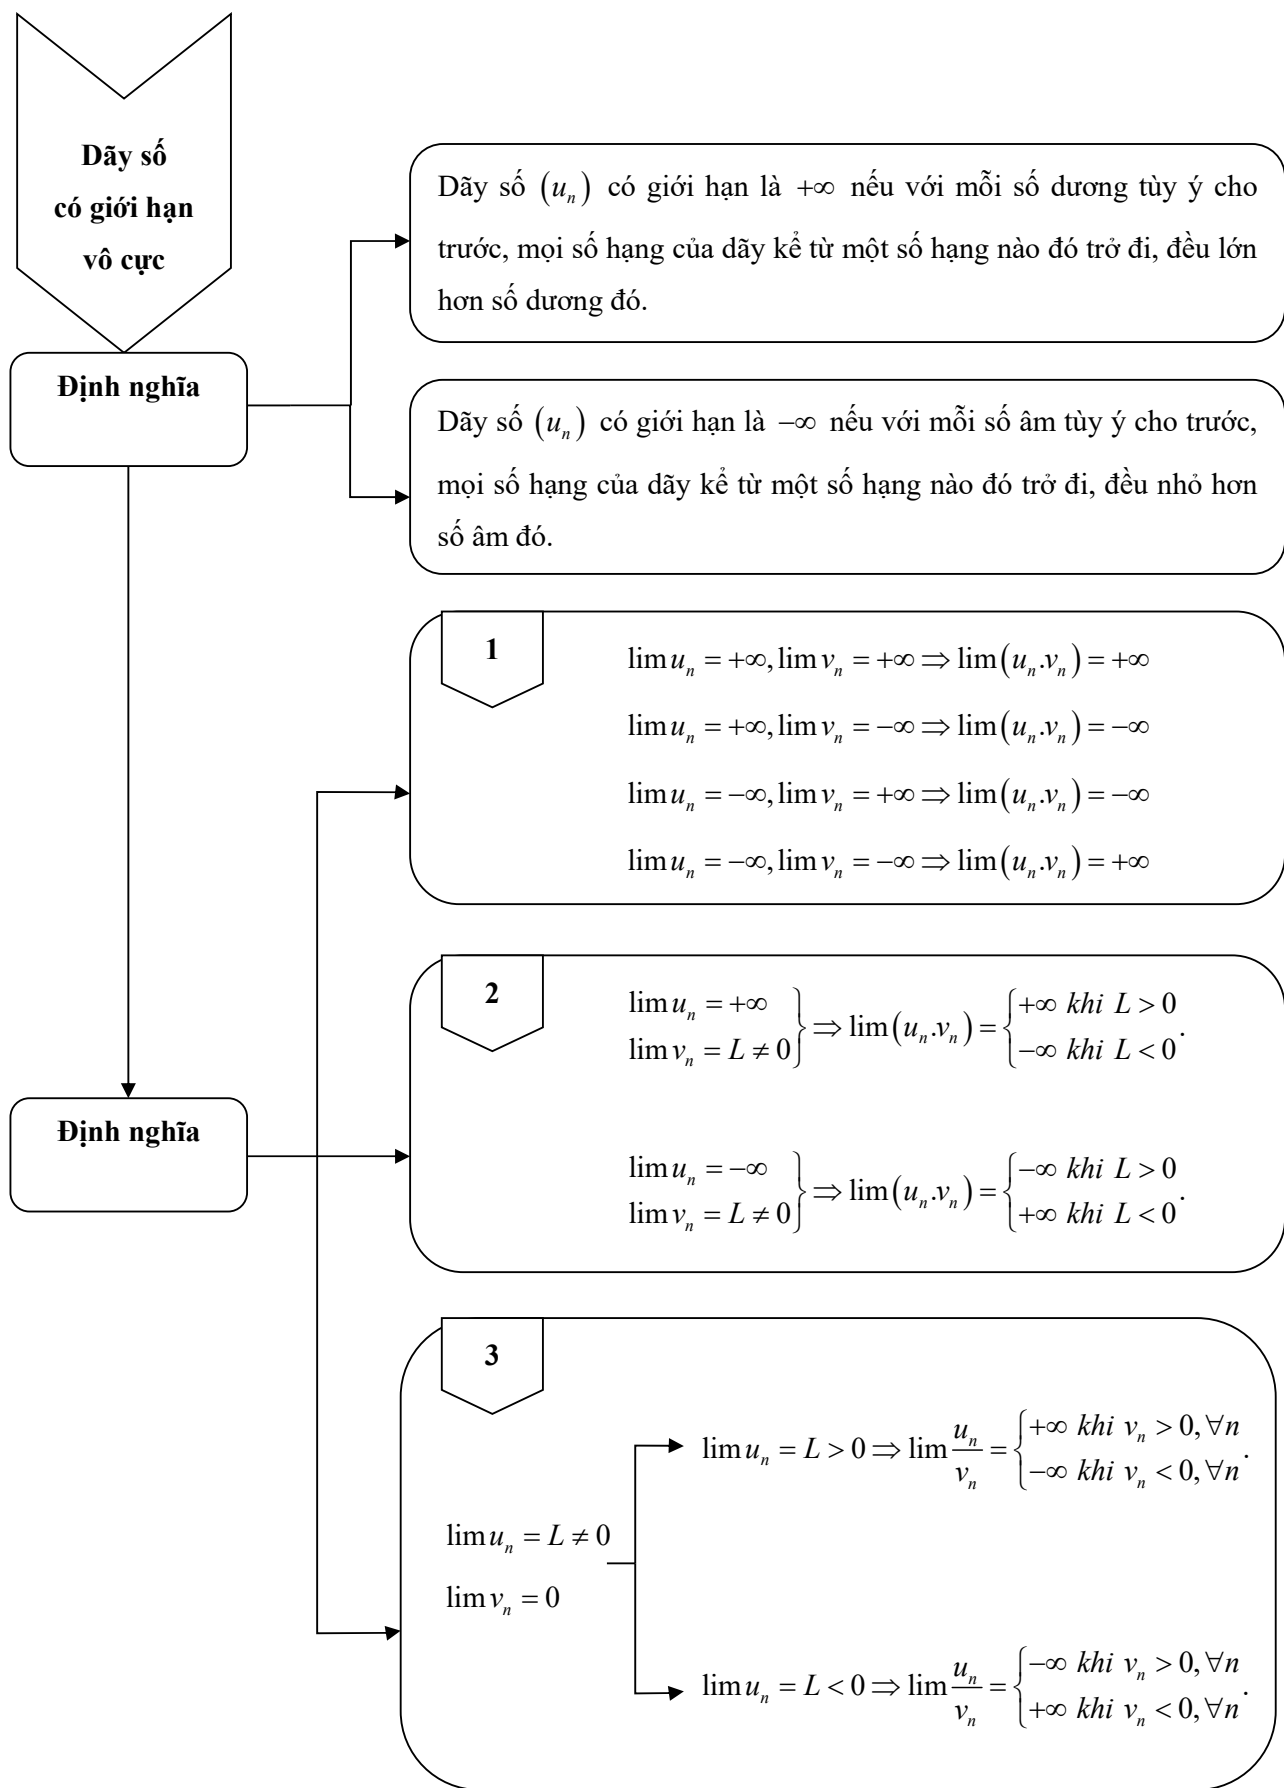 Dãy số
có giới hạn
vô cực
Dãy số (uₙ) có giới hạn là +∞ nếu với mỗi số dương tùy ý cho
trước, mọi số hạng của dãy kể từ một số hạng nào đó trở đi, đều lớn
hơn số dương đó.
Định nghĩa
Dãy số (uₙ) có giới hạn là −∞ nếu với mỗi số âm tùy ý cho trước,
mọi số hạng của dãy kể từ một số hạng nào đó trở đi, đều nhỏ hơn
số âm đó.
1
lim uₙ = +∞, lim vₙ = +∞ ⇒ lim(uₙ.vₙ) = +∞
lim uₙ = +∞, lim vₙ = −∞ ⇒ lim(uₙ.vₙ) = −∞
lim uₙ = −∞, lim vₙ = +∞ ⇒ lim(uₙ.vₙ) = −∞
lim uₙ = −∞, lim vₙ = −∞ ⇒ lim(uₙ.vₙ) = +∞
Định nghĩa
2
lim uₙ = +∞
lim vₙ = L ≠ 0} ⇒ lim(uₙ.vₙ) = {+∞ khi L > 0
−∞ khi L < 0.
lim uₙ = −∞
lim vₙ = L ≠ 0} ⇒ lim(uₙ.vₙ) = {−∞ khi L > 0
+∞ khi L < 0.
3
lim uₙ = L ≠ 0
lim vₙ = 0
lim uₙ = L > 0 ⇒ lim uₙ/vₙ = {+∞ khi vₙ > 0, ∀n
−∞ khi vₙ < 0, ∀n.
lim uₙ = L < 0 ⇒ lim uₙ/vₙ = {−∞ khi vₙ > 0, ∀n
+∞ khi vₙ < 0, ∀n.